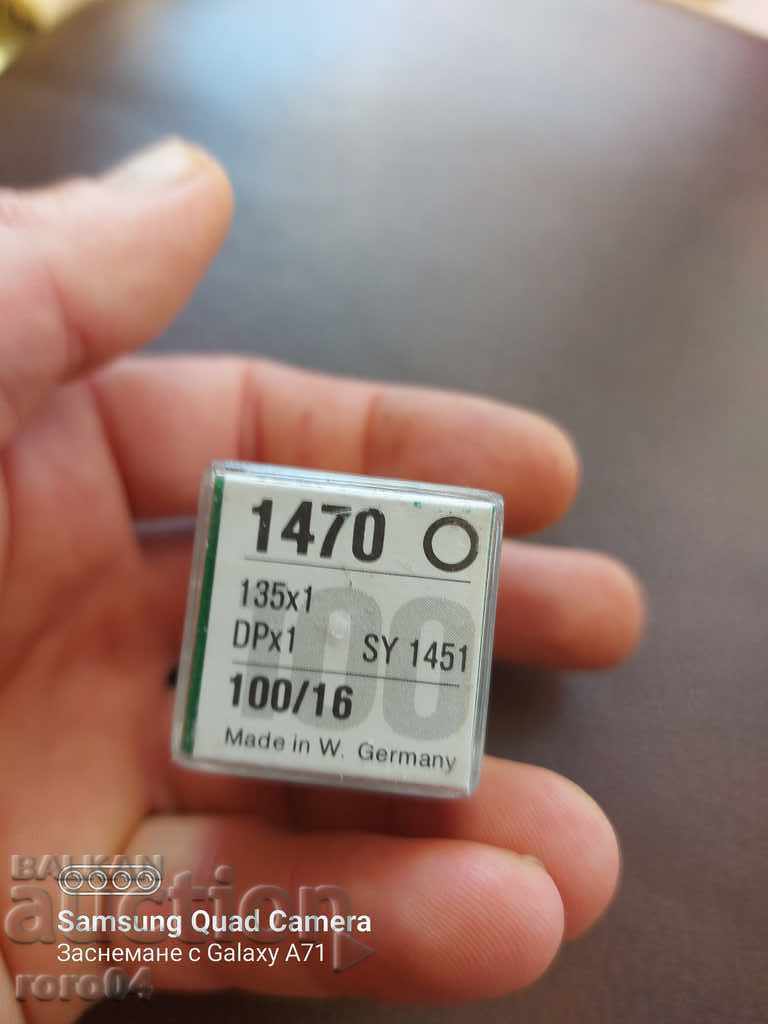 1470 O
100
135x1
DPx1 SY 1451
100/16
Made in W. Germany
BALKAN
auction
Samsung Quad Camera
Заснемане с Galaxy A71
roro04